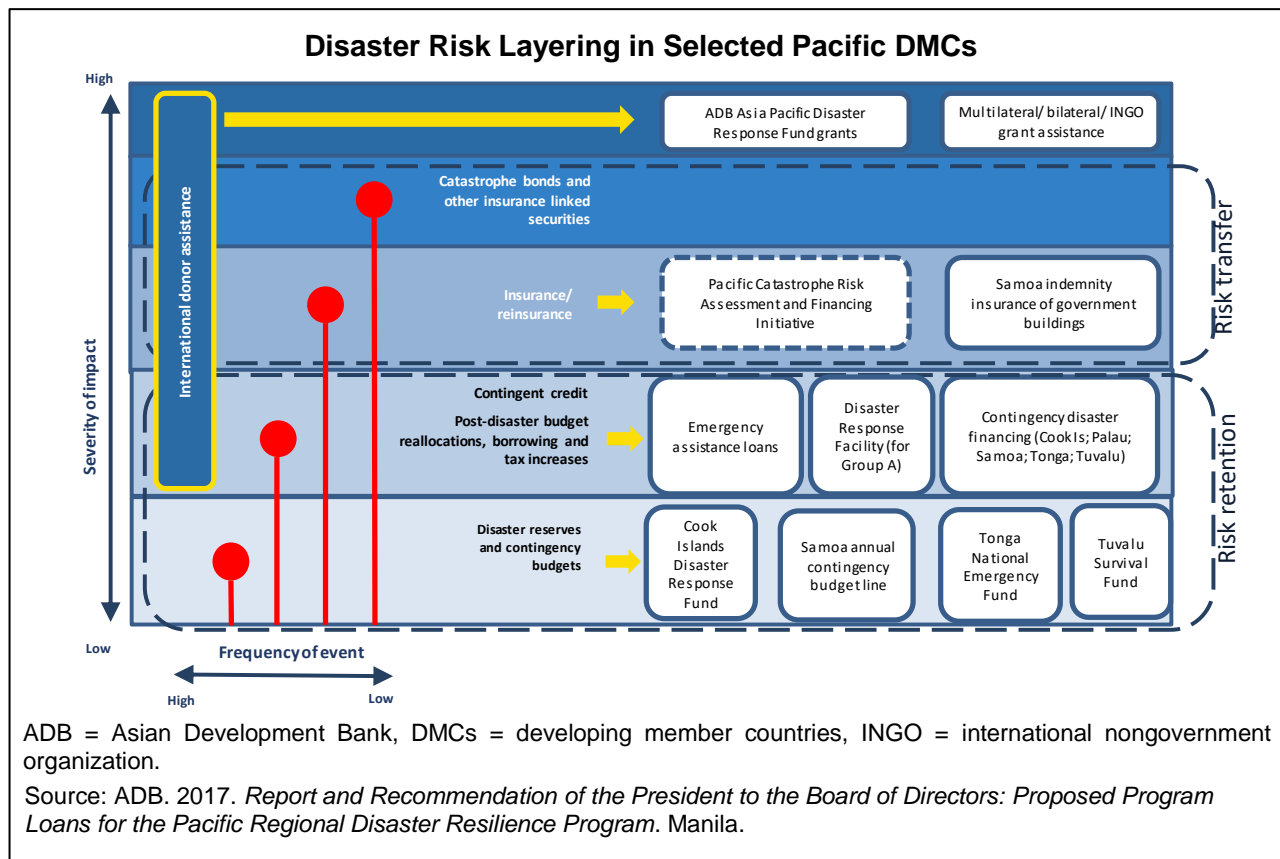 Disaster Risk Layering in Selected Pacific DMCs
High
ADB Asia Pacific Disaster
Response Fund grants
Multilateral/ bilateral/ INGO
grant assistance
International donor assistance
Catastrophe bonds and
other insurance linked
securities
Risk transfer
Insurance/
reinsurance
Pacific Catastrophe Risk
Assessment and Financing
Initiative
Samoa indemnity
insurance of government
buildings
Severity of impact
Contingent credit
Post-disaster budget
reallocations, borrowing and
tax increases
Emergency
assistance loans
Disaster
Response
Facility (for
Group A)
Contingency disaster
financing (Cook Is; Palau;
Samoa; Tonga; Tuvalu)
Risk retention
Disaster reserves
and contingency
budgets
Cook
Islands
Disaster
Response
Fund
Samoa annual
contingency
budget line
Tonga
National
Emergency
Fund
Tuvalu
Survival
Fund
Low
Frequency of event
High
Low
ADB = Asian Development Bank, DMCs = developing member countries, INGO = international nongovernment
organization.
Source: ADB. 2017. Report and Recommendation of the President to the Board of Directors: Proposed Program
Loans for the Pacific Regional Disaster Resilience Program. Manila.